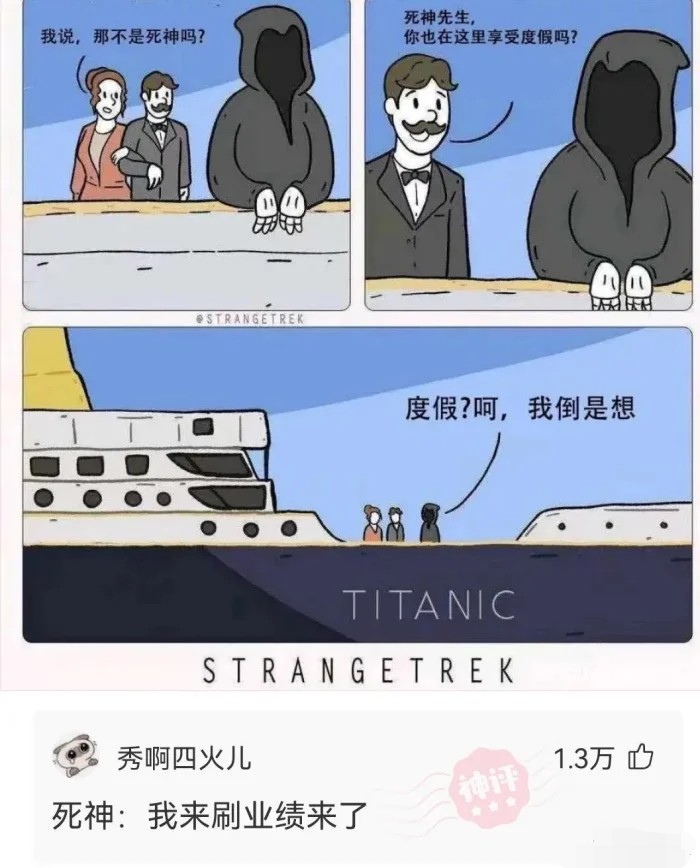 我说，那不是死神吗？
死神先生，
你也在这里享受度假吗？
@STRANGETREK
度假？呵，我倒是想
TITANIC
STRANGETREK
秀啊四火儿
1.3万
神评
死神：我来刷业绩来了